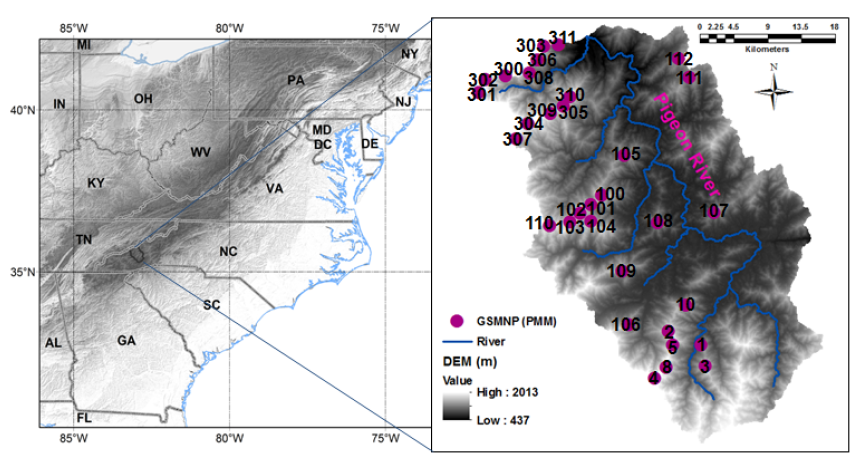 85°W 80°W 75°W
MI
NY
PA
OH
IN
NJ
40°N
MD
DE
DC
WV
VA
KY
TN
NC
35°N
SC
AL
GA
FL
85°W 80°W 75°W
0 2.25 4.5 9 13.5 18
Kilometers
N
303 311
306
112
300
308
111
302
301
310
309
305
304
307
Pigeon River
105
100
102 101
107
110 103 104
108
109
10
106
2
5
1
8
3
4
GSMNP (PMM)
River
DEM (m)
Value
High : 2013
Low : 437